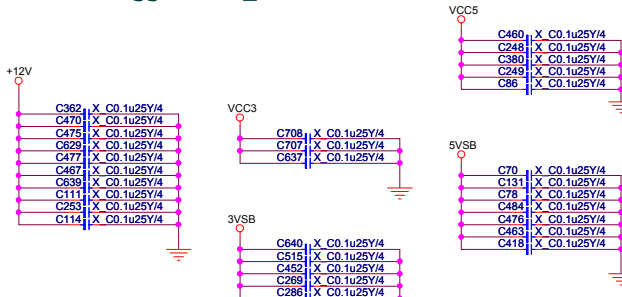 VCC5
C460 X_C0.1u25Y/4
C248 X_C0.1u25Y/4
C380 X_C0.1u25Y/4
C249 X_C0.1u25Y/4
C86 X_C0.1u25Y/4
+12V
C362 X_C0.1u25Y/4
C470 X_C0.1u25Y/4
C475 X_C0.1u25Y/4
C629 X_C0.1u25Y/4
C477 X_C0.1u25Y/4
C467 X_C0.1u25Y/4
C639 X_C0.1u25Y/4
C111 X_C0.1u25Y/4
C253 X_C0.1u25Y/4
C114 X_C0.1u25Y/4
VCC3
C708 X_C0.1u25Y/4
C707 X_C0.1u25Y/4
C637 X_C0.1u25Y/4
5VSB
C70 X_C0.1u25Y/4
C131 X_C0.1u25Y/4
C78 X_C0.1u25Y/4
C484 X_C0.1u25Y/4
C476 X_C0.1u25Y/4
C463 X_C0.1u25Y/4
C418 X_C0.1u25Y/4
3VSB
C640 X_C0.1u25Y/4
C515 X_C0.1u25Y/4
C452 X_C0.1u25Y/4
C269 X_C0.1u25Y/4
C286 X_C0.1u25Y/4